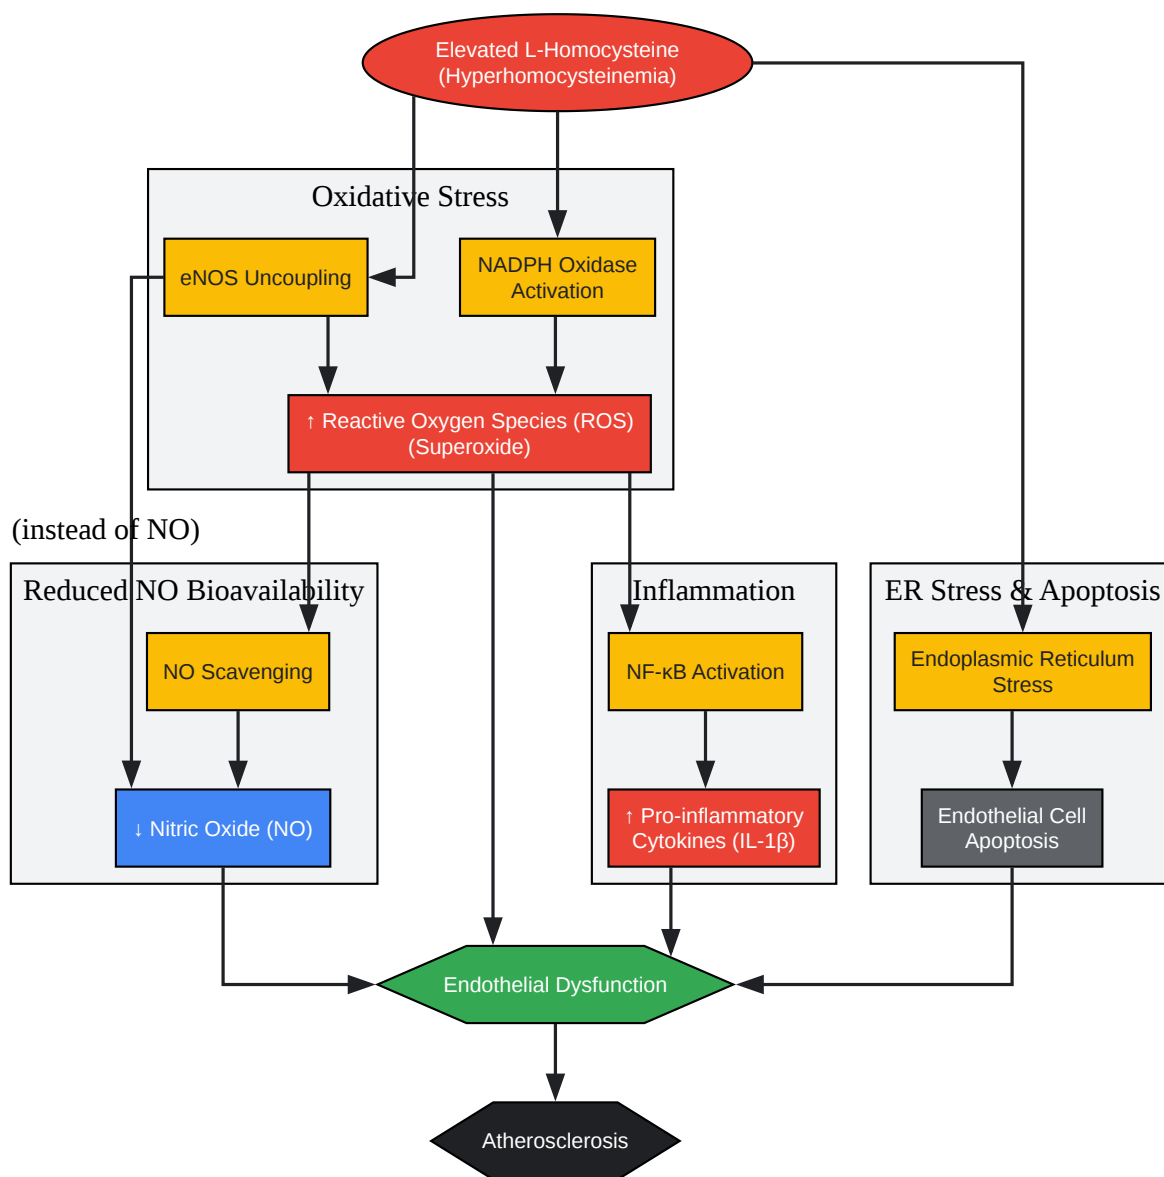 Elevated L-Homocysteine
(Hyperhomocysteinemia)
Oxidative Stress
eNOS Uncoupling
NADPH Oxidase
Activation
↑ Reactive Oxygen Species (ROS)
(Superoxide)
(instead of NO)
Reduced NO Bioavailability
Inflammation
ER Stress & Apoptosis
NO Scavenging
NF-κB Activation
Endoplasmic Reticulum
Stress
↓ Nitric Oxide (NO)
↑ Pro-inflammatory
Cytokines (IL-1β)
Endothelial Cell
Apoptosis
Endothelial Dysfunction
Atherosclerosis